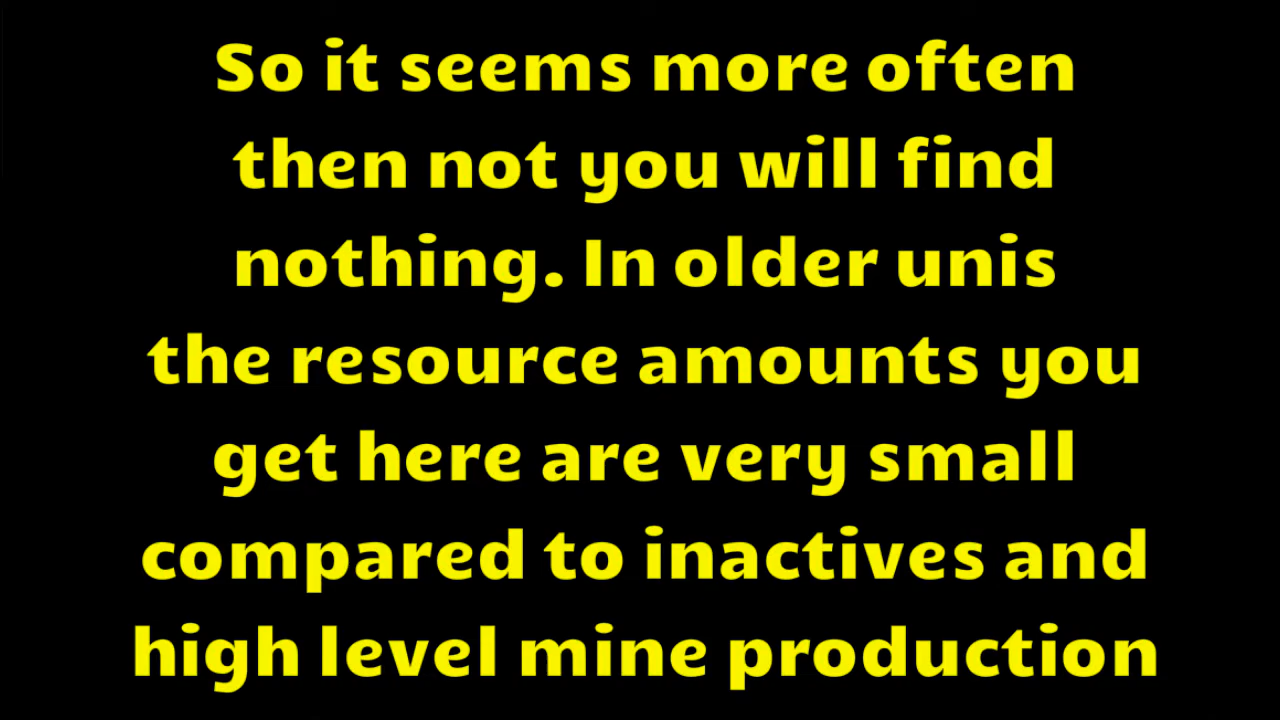 So it seems more often
then not you will find
nothing. In older unis
the resource amounts you
get here are very small
compared to inactives and
high level mine production